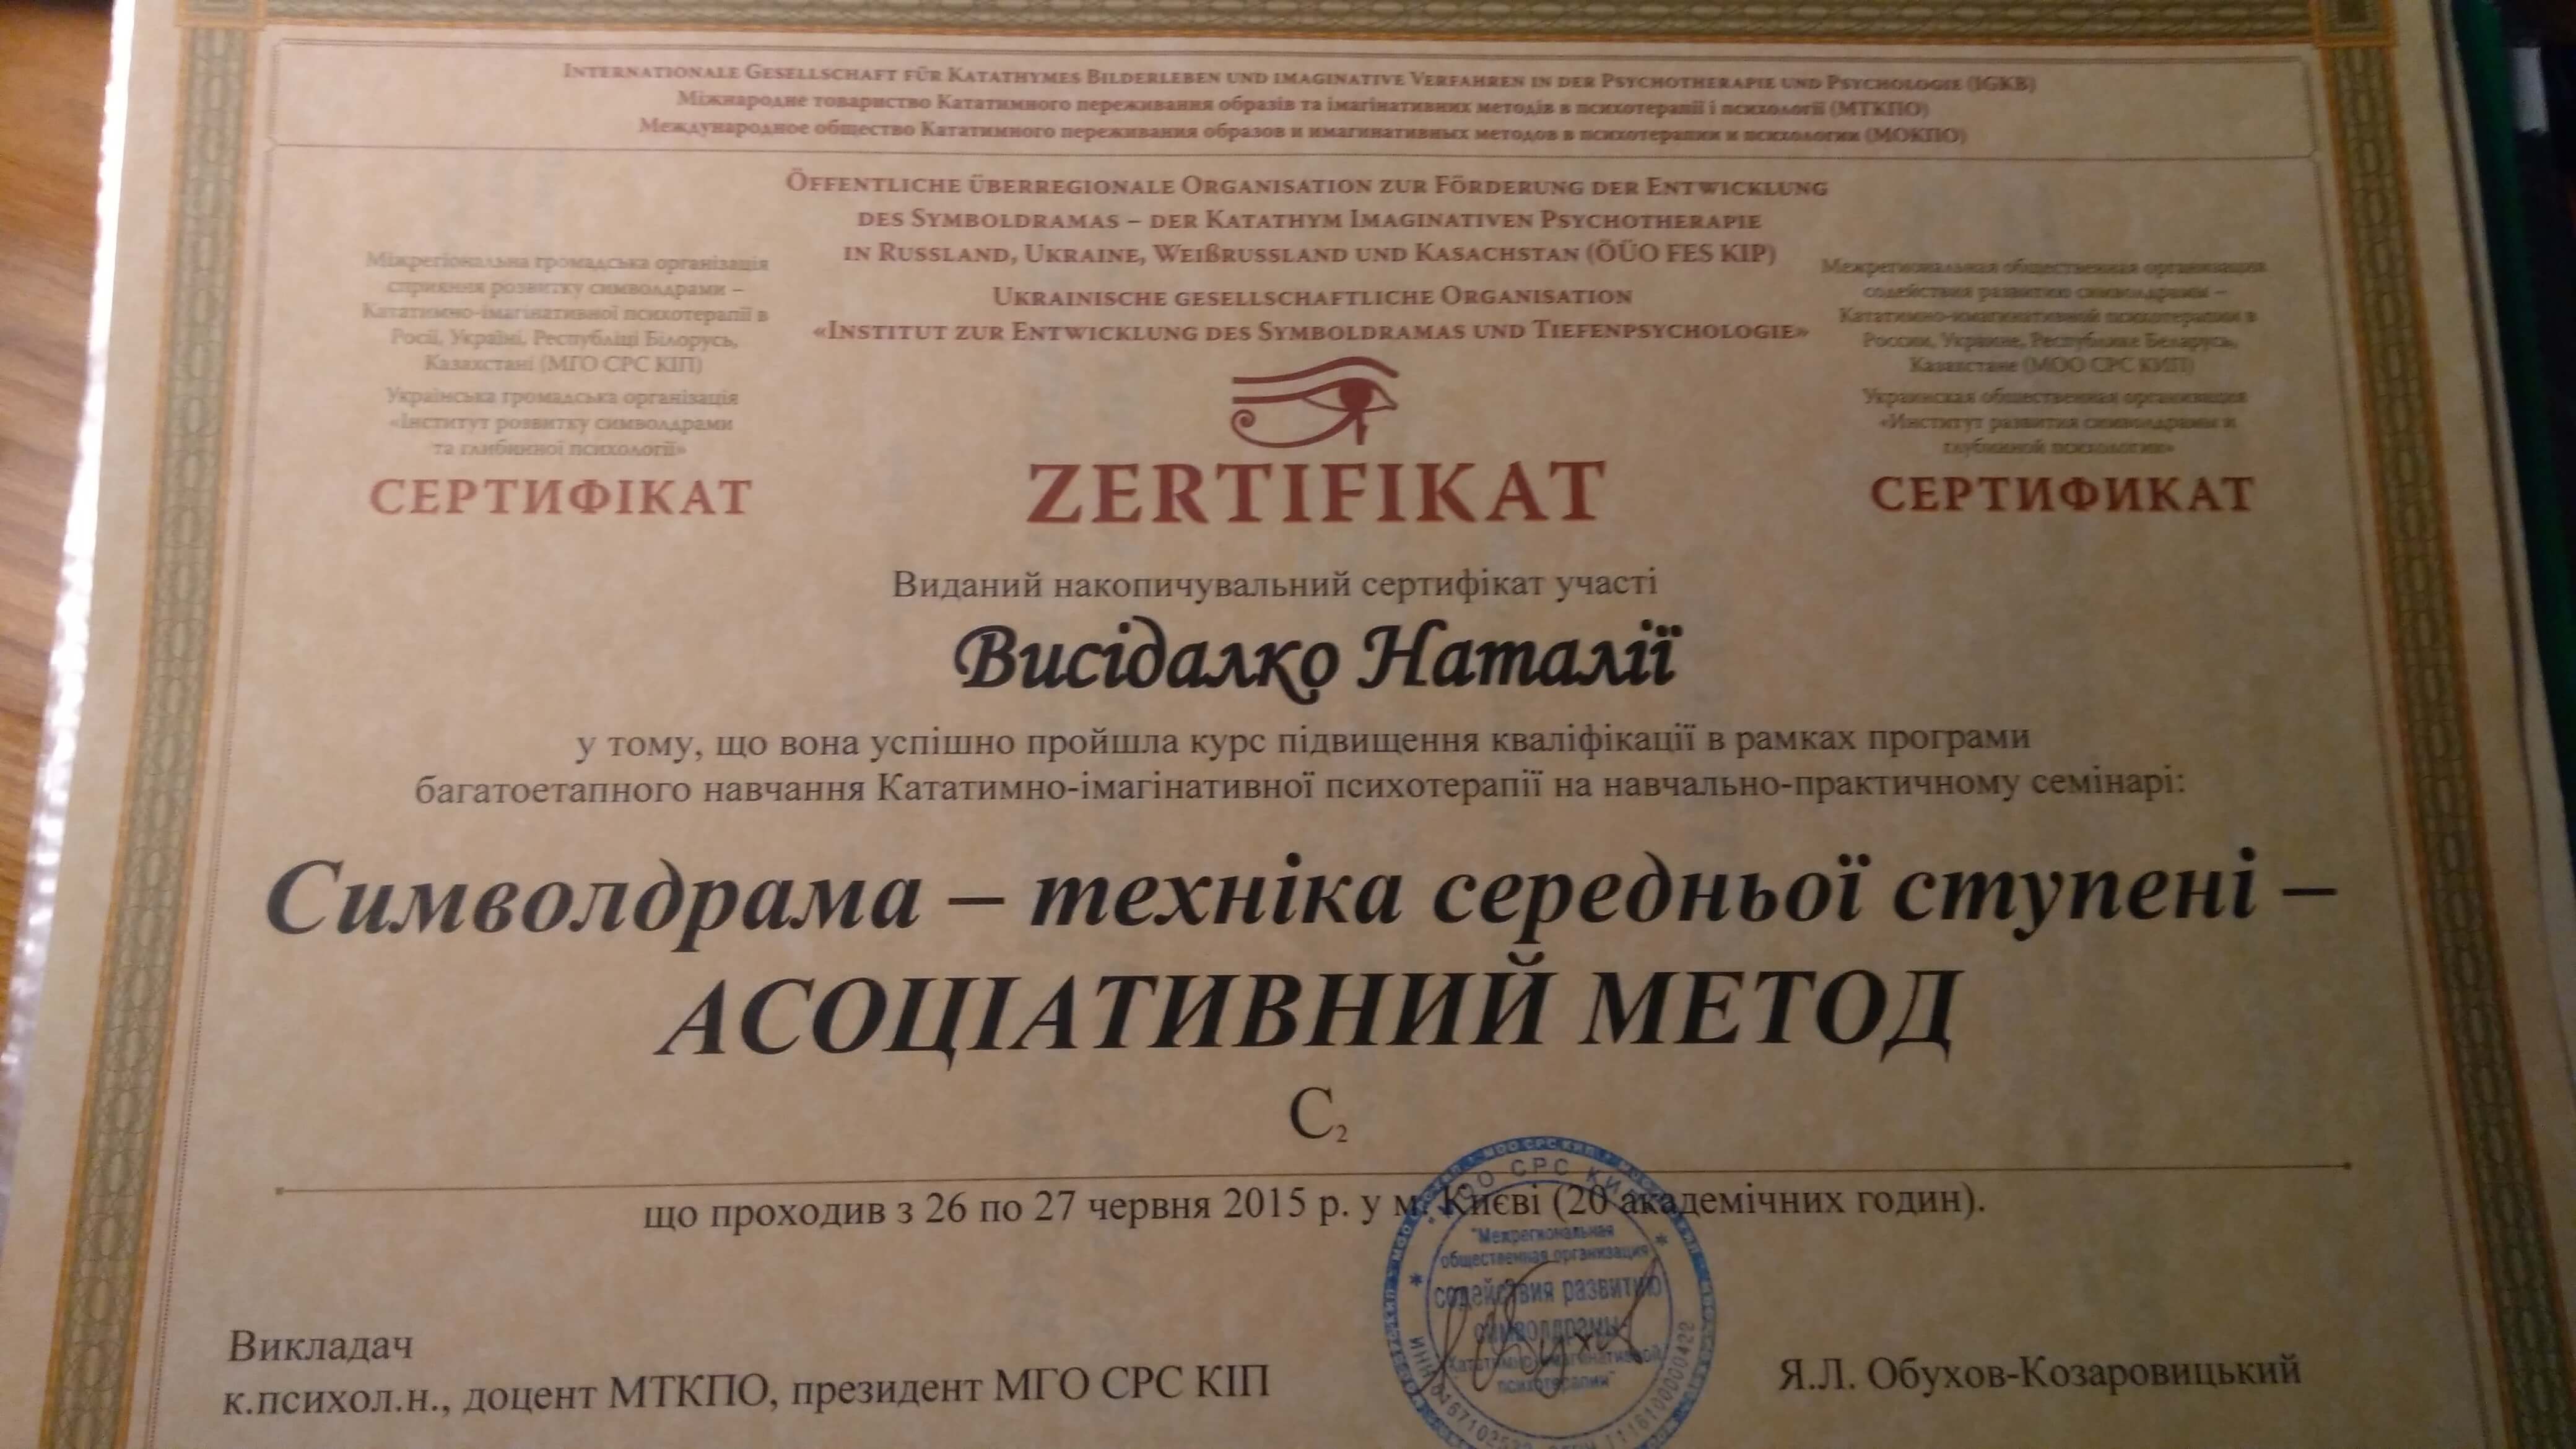 Internationale Gesellschaft für Katathymes Bilderleben und imaginative Verfahren in der Psychotherapie und Psychologie (IGKB)
Міжнародне товариство Кататимного переживання образів та імагінативних методів в психотерапії і психології (МТКПО)
Международное общество Кататимного переживания образов и имагинативных методов в психотерапии и психологии (МОКПО)
Öffentliche überregionale Organisation zur Förderung der Entwicklung
des Symboldramas – der Katathym Imaginativen Psychotherapie
in Russland, Ukraine, Weißrussland und Kasachstan (ÖÜO FES KIP)
Ukrainische gesellschaftliche Organisation
«Institut zur Entwicklung des Symboldramas und Tiefenpsychologie»
ZERTIFIKAT
Міжрегіональна громадська організація
сприяння розвитку символдрами –
Кататимно-імагінативної психотерапії в
Росії, Україні, Республіці Білорусь,
Казахстані (МГО СРС КІП)
Українська громадська організація
«Інститут розвитку символдрами
та глибинної психології»
СЕРТИФІКАТ
Межрегиональная общественная организация
содействия развитию символдрамы –
Кататимно-имагинативной психотерапии в
России, Украине, Республике Беларусь,
Казахстане (МОО СРС КИП)
Украинская общественная организация
«Институт развития символдрамы и
глубинной психологии»
СЕРТИФИКАТ
Виданий накопичувальний сертифікат участі
Висідалко Наталії
у тому, що вона успішно пройшла курс підвищення кваліфікації в рамках програми
багатоетапного навчання Кататимно-імагінативної психотерапії на навчально-практичному семінарі:
Символдрама – техніка середньої ступені –
АСОЦІАТИВНИЙ МЕТОД
С₂
що проходив з 26 по 27 червня 2015 р. у м. Києві (20 академічних годин).
"Межрегиональная
общественная организация
содействия развитию
символдрамы
Кататимно-имагинативной
психотерапии"
Викладач
к.психол.н., доцент МТКПО, президент МГО СРС КІП
Я.Л. Обухов-Козаровицький